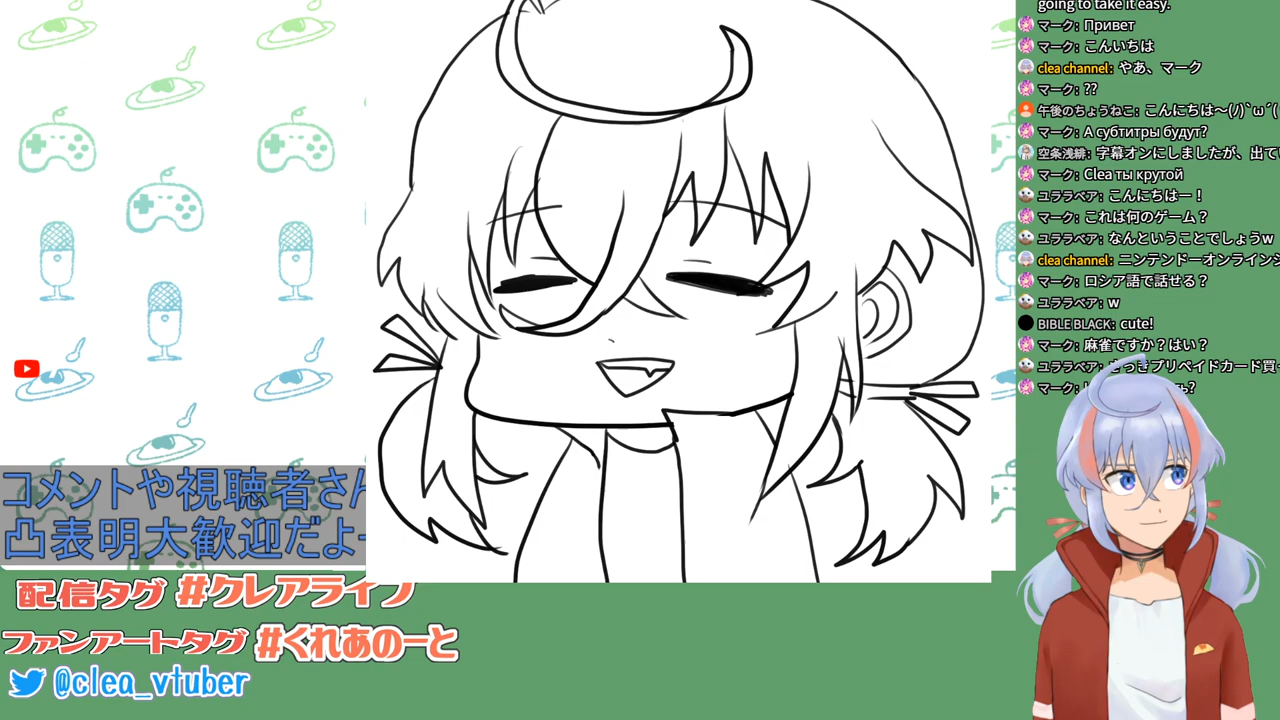 going to take it easy.
マーク: Привет
マーク: こんいちは
clea channel: やあ、マーク
マーク: ??
午後のちょうねこ: こんにちは～(ﾉ)`ω´(
マーク: А субтитры будут?
空条浅緋: 字幕オンにしましたが、出てい
マーク: Clea ты крутой
ユララベア: こんにちはー！
マーク: これは何のゲーム？
ユララベア: なんということでしょうw
clea channel: ニンテンドーオンラインシ
マーク: ロシア語で話せる？
ユララベア: w
BIBLE BLACK: cute!
マーク: 麻雀ですか？はい？
ユララベア: さっきプリペイドカード買
マーク:
コメントや視聴者さん
凸表明大歓迎だよ
配信タグ #クレアライブ
ファンアートタグ #くれあのーと
@clea_vtuber